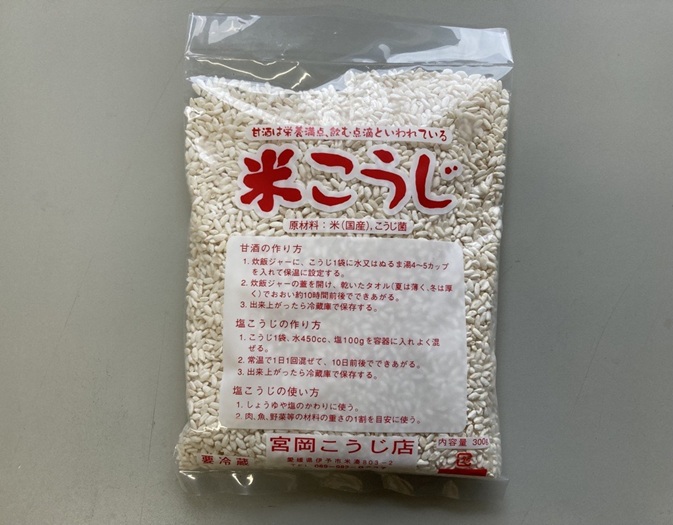 甘酒は栄養満点、飲む点滴といわれている
米こうじ
原材料：米(国産)、こうじ菌
甘酒の作り方
1. 炊飯ジャーに、こうじ1袋に水又はぬるま湯4〜5カップ
を入れて保温に設定する。
2. 炊飯ジャーの蓋を開け、乾いたタオル(夏は薄く、冬は厚
く)でおおい約10時間前後でできあがる。
3. 出来上がったら冷蔵庫で保存する。
塩こうじの作り方
1. こうじ1袋、水450cc、塩100gを容器に入れよく混
ぜる。
2. 常温で1日1回混ぜて、10日前後でできあがる。
3. 出来上がったら冷蔵庫で保存する。
塩こうじの使い方
1. しょうゆや塩のかわりに使う。
2. 肉、魚、野菜等の材料の重さの1割を目安に使う。
宮岡こうじ店
内容量 300g
要冷蔵
愛媛県伊予市米湊803-2